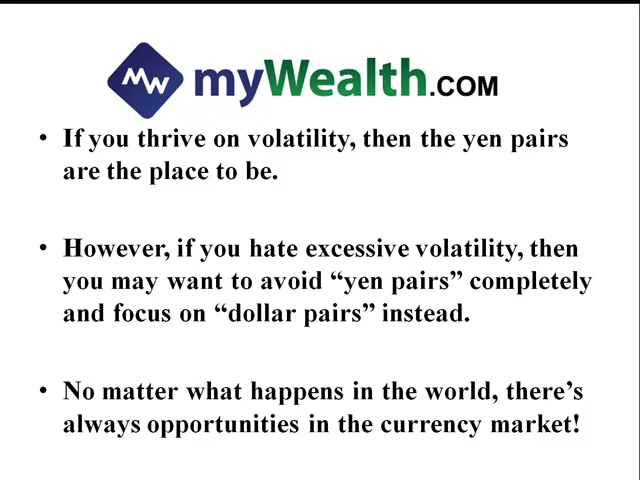 MW myWealth.COM
• If you thrive on volatility, then the yen pairs
are the place to be.
• However, if you hate excessive volatility, then
you may want to avoid “yen pairs” completely
and focus on “dollar pairs” instead.
• No matter what happens in the world, there’s
always opportunities in the currency market!